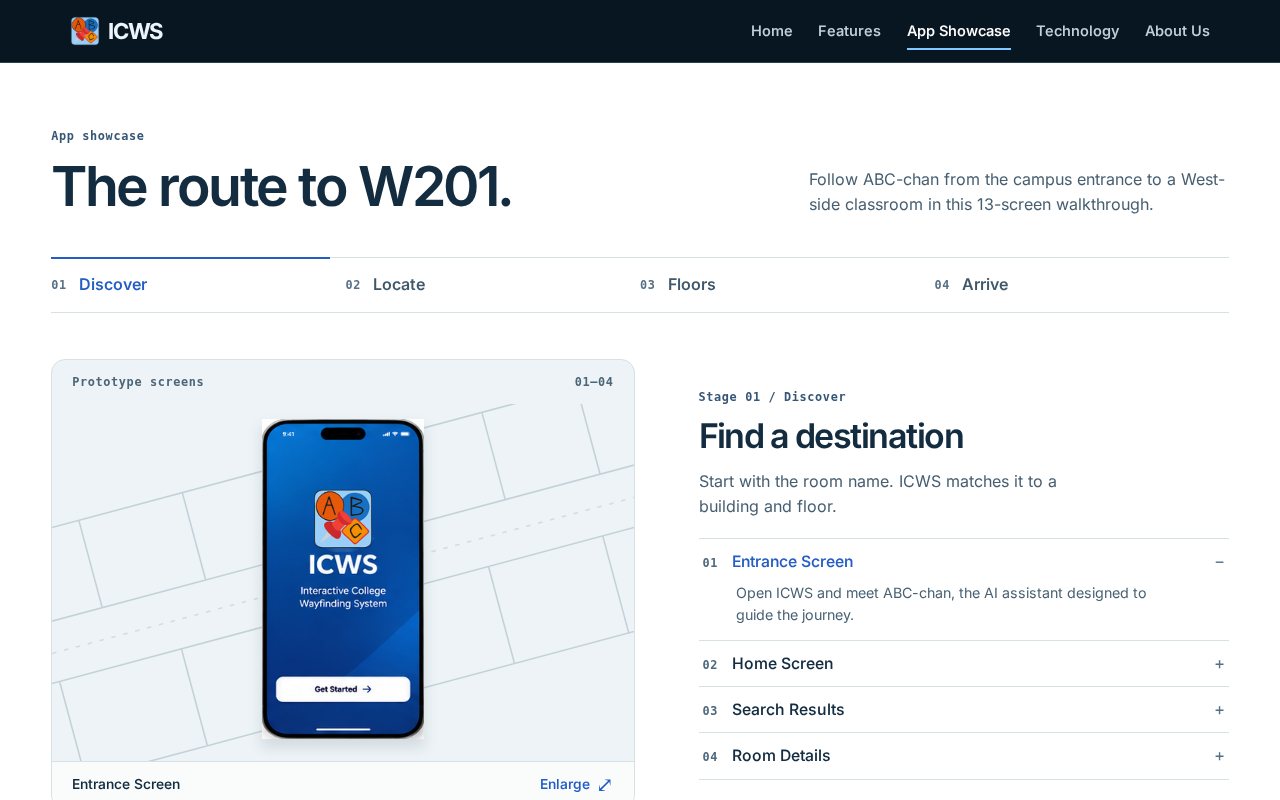 ICWS
Home
Features
App Showcase
Technology
About Us
App showcase
The route to W201.
Follow ABC-chan from the campus entrance to a West-
side classroom in this 13-screen walkthrough.
01 Discover
02 Locate
03 Floors
04 Arrive
Prototype screens
01—04
9:41
A B C
ICWS
Interactive College
Wayfinding System
Get Started →
Entrance Screen
Enlarge
Stage 01 / Discover
Find a destination
Start with the room name. ICWS matches it to a
building and floor.
01 Entrance Screen −
Open ICWS and meet ABC-chan, the AI assistant designed to
guide the journey.
02 Home Screen +
03 Search Results +
04 Room Details +